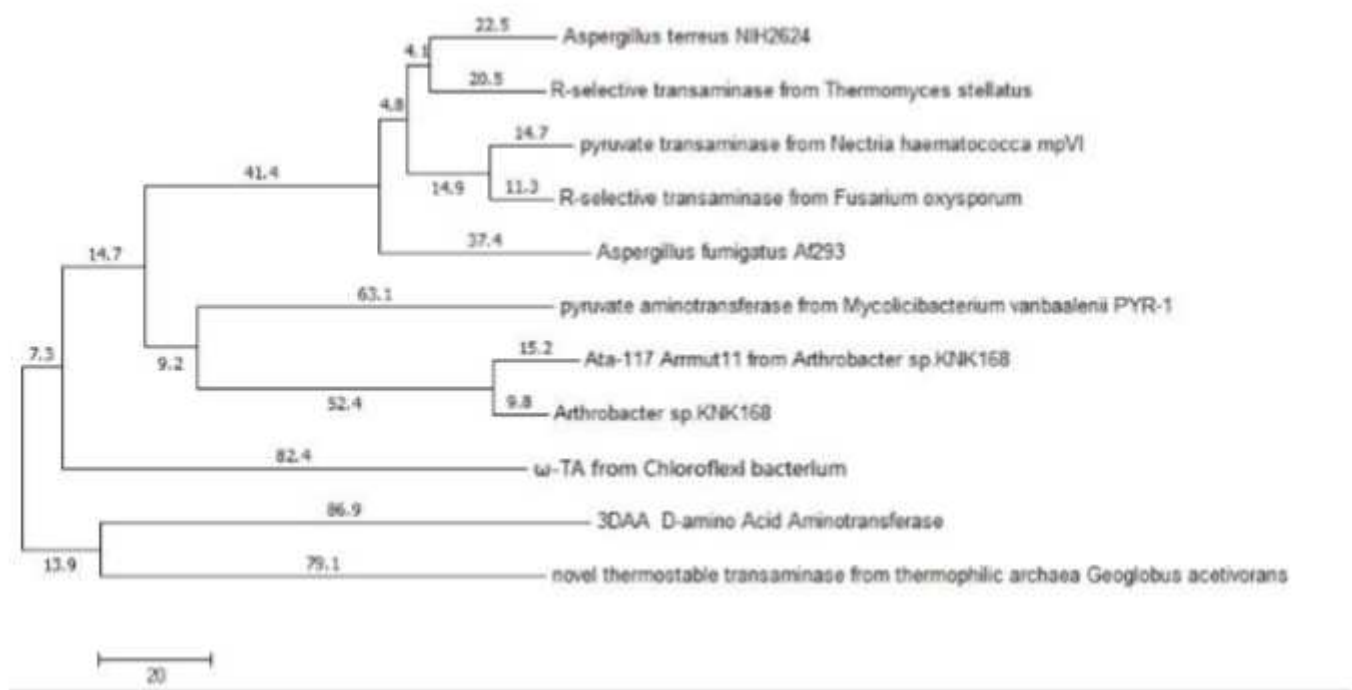 22.5
Aspergillus terreus NIH2624
4.1
20.5
R-selective transaminase from Thermomyces stellatus
4.8
14.7
pyruvate transaminase from Nectria haematococca mpVI
41.4
14.9
11.3
R-selective transaminase from Fusarium oxysporum
37.4
Aspergillus fumigatus Af293
14.7
63.1
pyruvate aminotransferase from Mycolicibacterium vanbaalenii PYR-1
15.2
Ata-117 Arrmut11 from Arthrobacter sp.KNK168
7.3
9.2
52.4
9.8
Arthrobacter sp.KNK168
82.4
ω-TA from Chloroflexi bacterium
86.9
3DAA D-amino Acid Aminotransferase
13.9
79.1
novel thermostable transaminase from thermophilic archaea Geoglobus acetivorans
20